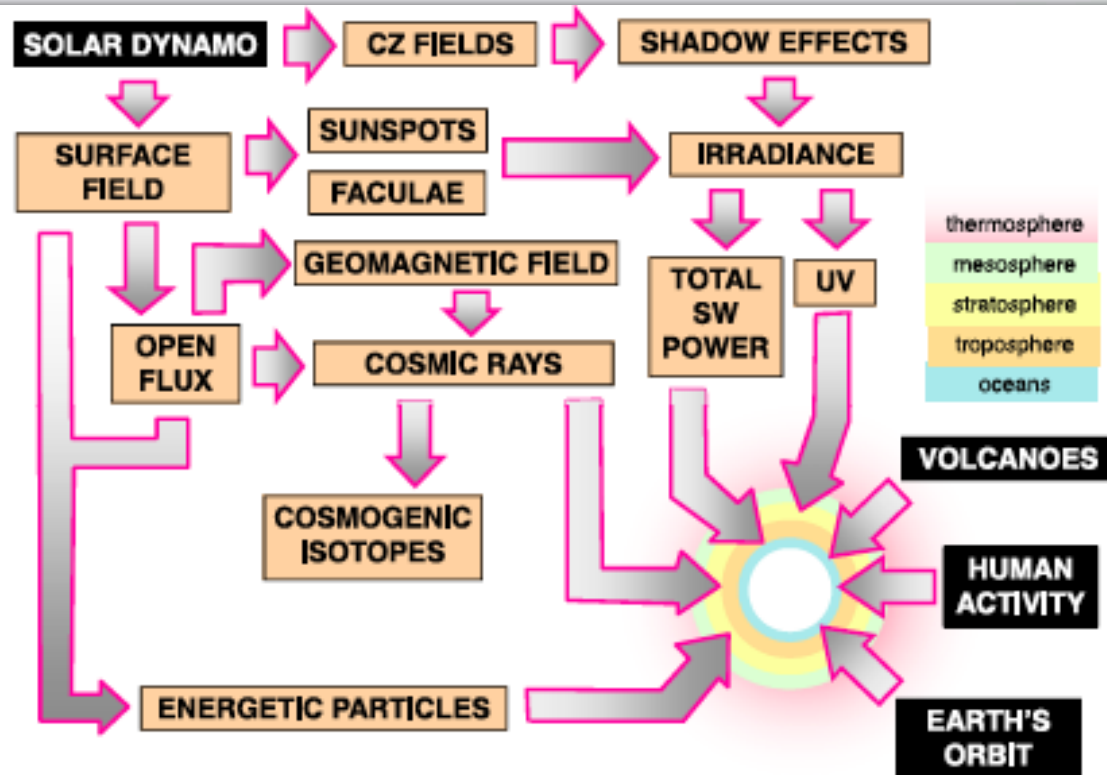 SOLAR DYNAMO
CZ FIELDS
SHADOW EFFECTS
SURFACE
FIELD
SUNSPOTS
FACULAE
IRRADIANCE
GEOMAGNETIC FIELD
OPEN
FLUX
COSMIC RAYS
TOTAL
SW
POWER
UV
thermosphere
mesosphere
stratosphere
troposphere
oceans
COSMOGENIC
ISOTOPES
VOLCANOES
HUMAN
ACTIVITY
ENERGETIC PARTICLES
EARTH'S
ORBIT